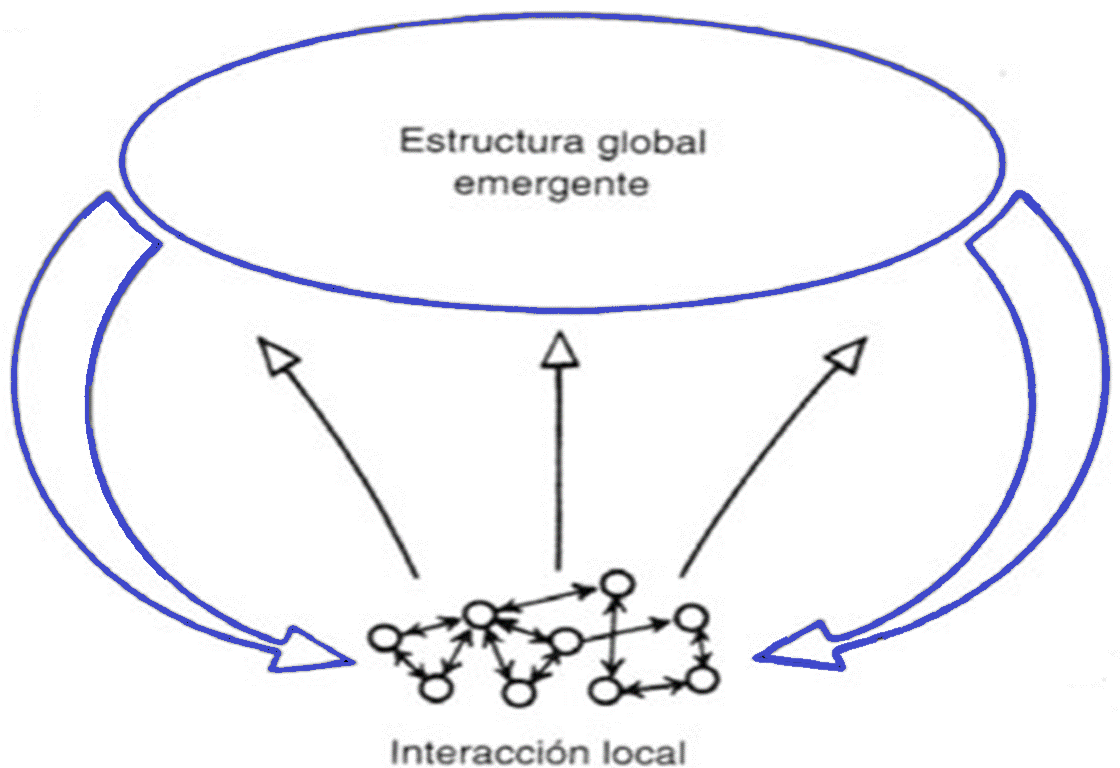 Estructura global
emergente
Interacción local